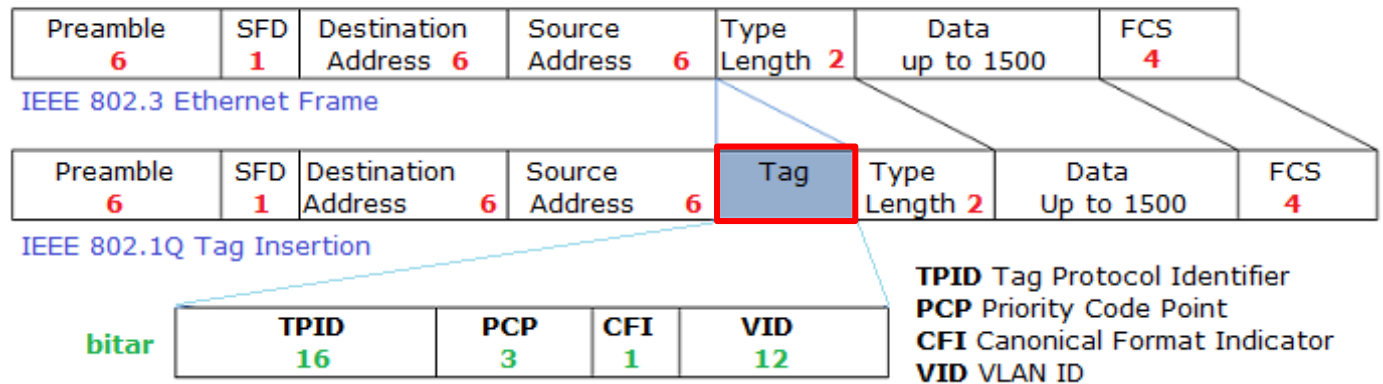 Preamble SFD Destination Source Type Data FCS
6 1 Address 6 Address 6 Length 2 up to 1500 4
IEEE 802.3 Ethernet Frame
Preamble SFD Destination Source Tag Type Data FCS
6 1 Address 6 Address 6 Length 2 Up to 1500 4
IEEE 802.1Q Tag Insertion
TPID Tag Protocol Identifier
PCP Priority Code Point
CFI Canonical Format Indicator
VID VLAN ID
bitar
TPID PCP CFI VID
16 3 1 12